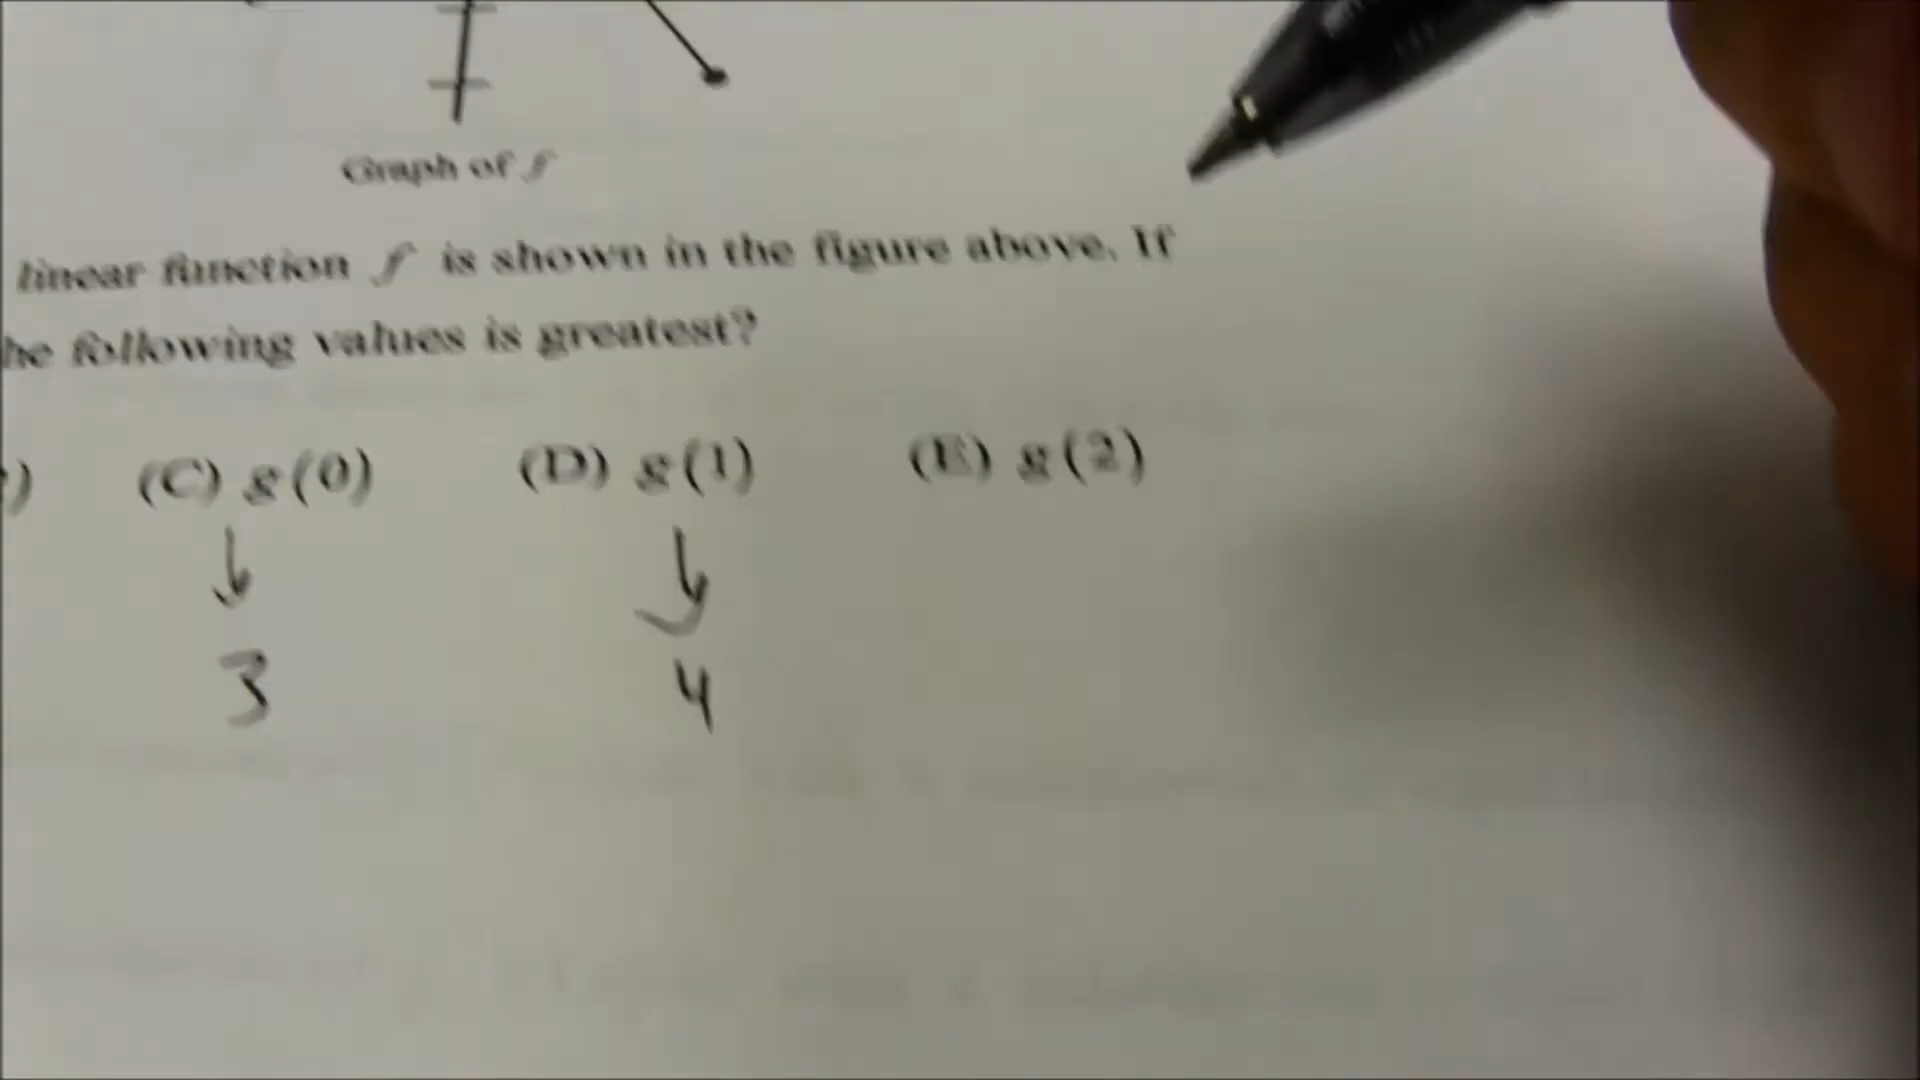 Graph of f
linear function f is shown in the figure above. If
he following values is greatest?
) (C) g(0) (D) g(1) (E) g(2)
3 4